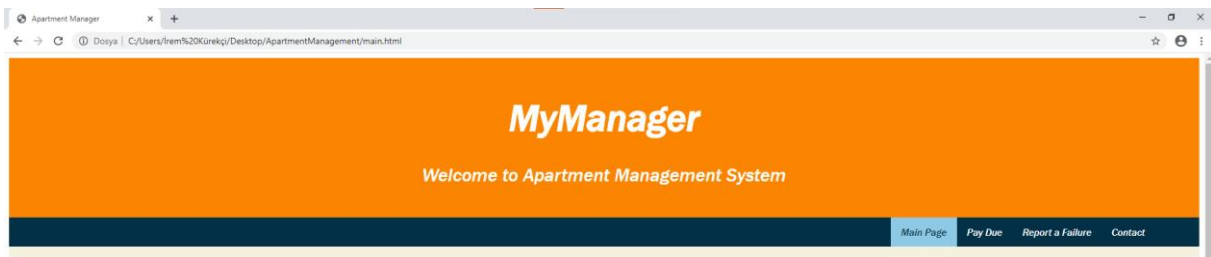 Apartment Manager
Dosya | C:/Users/İrem%20Kürekçi/Desktop/ApartmentManagement/main.html
MyManager
Welcome to Apartment Management System
Main Page Pay Due Report a Failure Contact